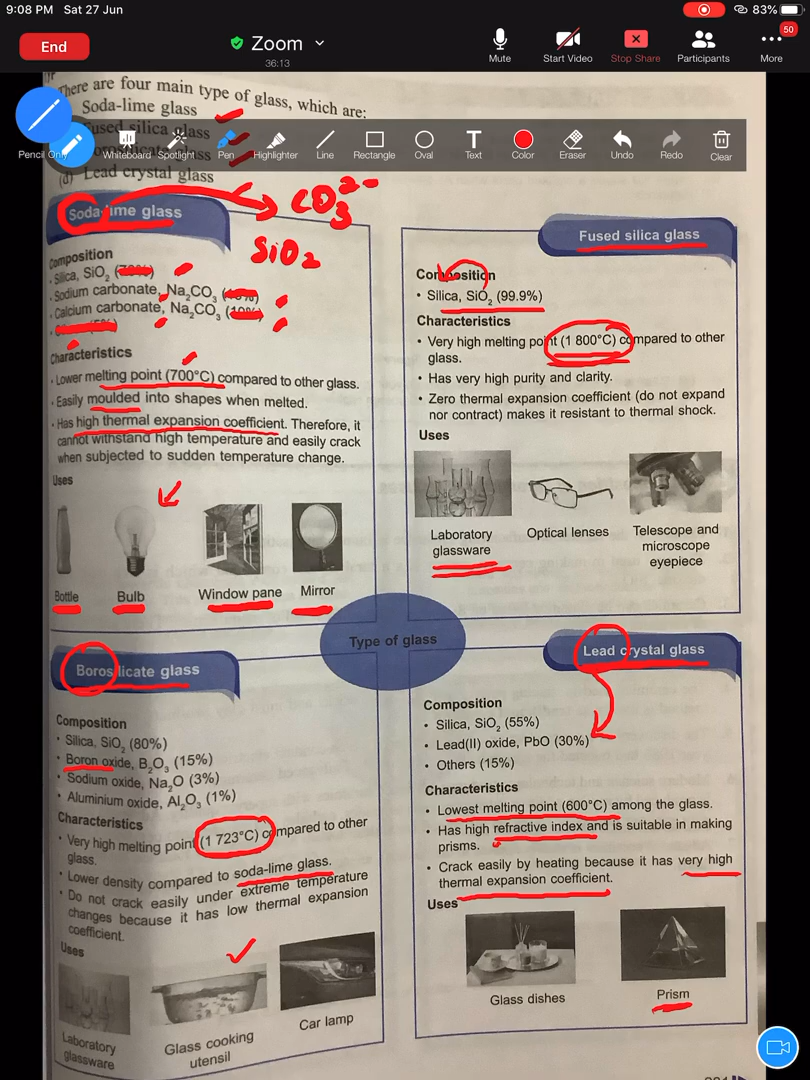 9:08 PM Sat 27 Jun
83%
End
Zoom
36:13
Mute
Start Video
Stop Share
Participants
50
More
There are four main type of glass, which are:
Soda-lime glass
Fused silica glass
glass
(d) Lead crystal glass
Pencil Only
Whiteboard
Spotlight
Pen
Highlighter
Line
Rectangle
Oval
Text
Color
Eraser
Undo
Redo
Clear
CO₃²⁻
SiO₂
Soda-lime glass
Composition
· Silica, SiO₂
· Sodium carbonate, Na₂CO₃
· Calcium carbonate, Na₂CO₃
Characteristics
· Lower melting point (700°C) compared to other glass.
· Easily moulded into shapes when melted.
· Has high thermal expansion coefficient. Therefore, it
cannot withstand high temperature and easily crack
when subjected to sudden temperature change.
Uses
Bottle
Bulb
Window pane
Mirror
Fused silica glass
Composition
• Silica, SiO₂ (99.9%)
Characteristics
• Very high melting point (1 800°C) compared to other
glass.
• Has very high purity and clarity.
• Zero thermal expansion coefficient (do not expand
nor contract) makes it resistant to thermal shock.
Uses
Laboratory
glassware
Optical lenses
Telescope and
microscope
eyepiece
Type of glass
Borosilicate glass
Composition
• Silica, SiO₂ (80%)
• Boron oxide, B₂O₃ (15%)
• Sodium oxide, Na₂O (3%)
• Aluminium oxide, Al₂O₃ (1%)
Characteristics
• Very high melting point (1 723°C) compared to other
glass.
• Lower density compared to soda-lime glass.
• Do not crack easily under extreme temperature
changes because it has low thermal expansion
coefficient.
Uses
Laboratory
glassware
Glass cooking
utensil
Car lamp
Lead crystal glass
Composition
• Silica, SiO₂ (55%)
• Lead(II) oxide, PbO (30%)
• Others (15%)
Characteristics
• Lowest melting point (600°C) among the glass.
• Has high refractive index and is suitable in making
prisms.
• Crack easily by heating because it has very high
thermal expansion coefficient.
Uses
Glass dishes
Prism